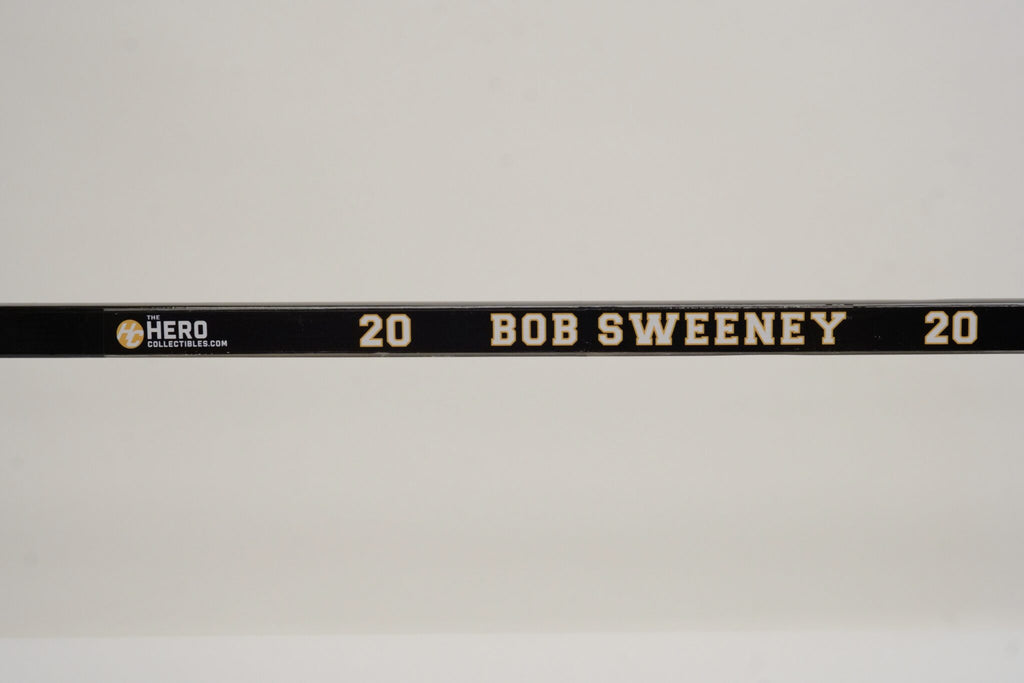 THE
HERO
COLLECTIBLES.COM
20 BOB SWEENEY 20